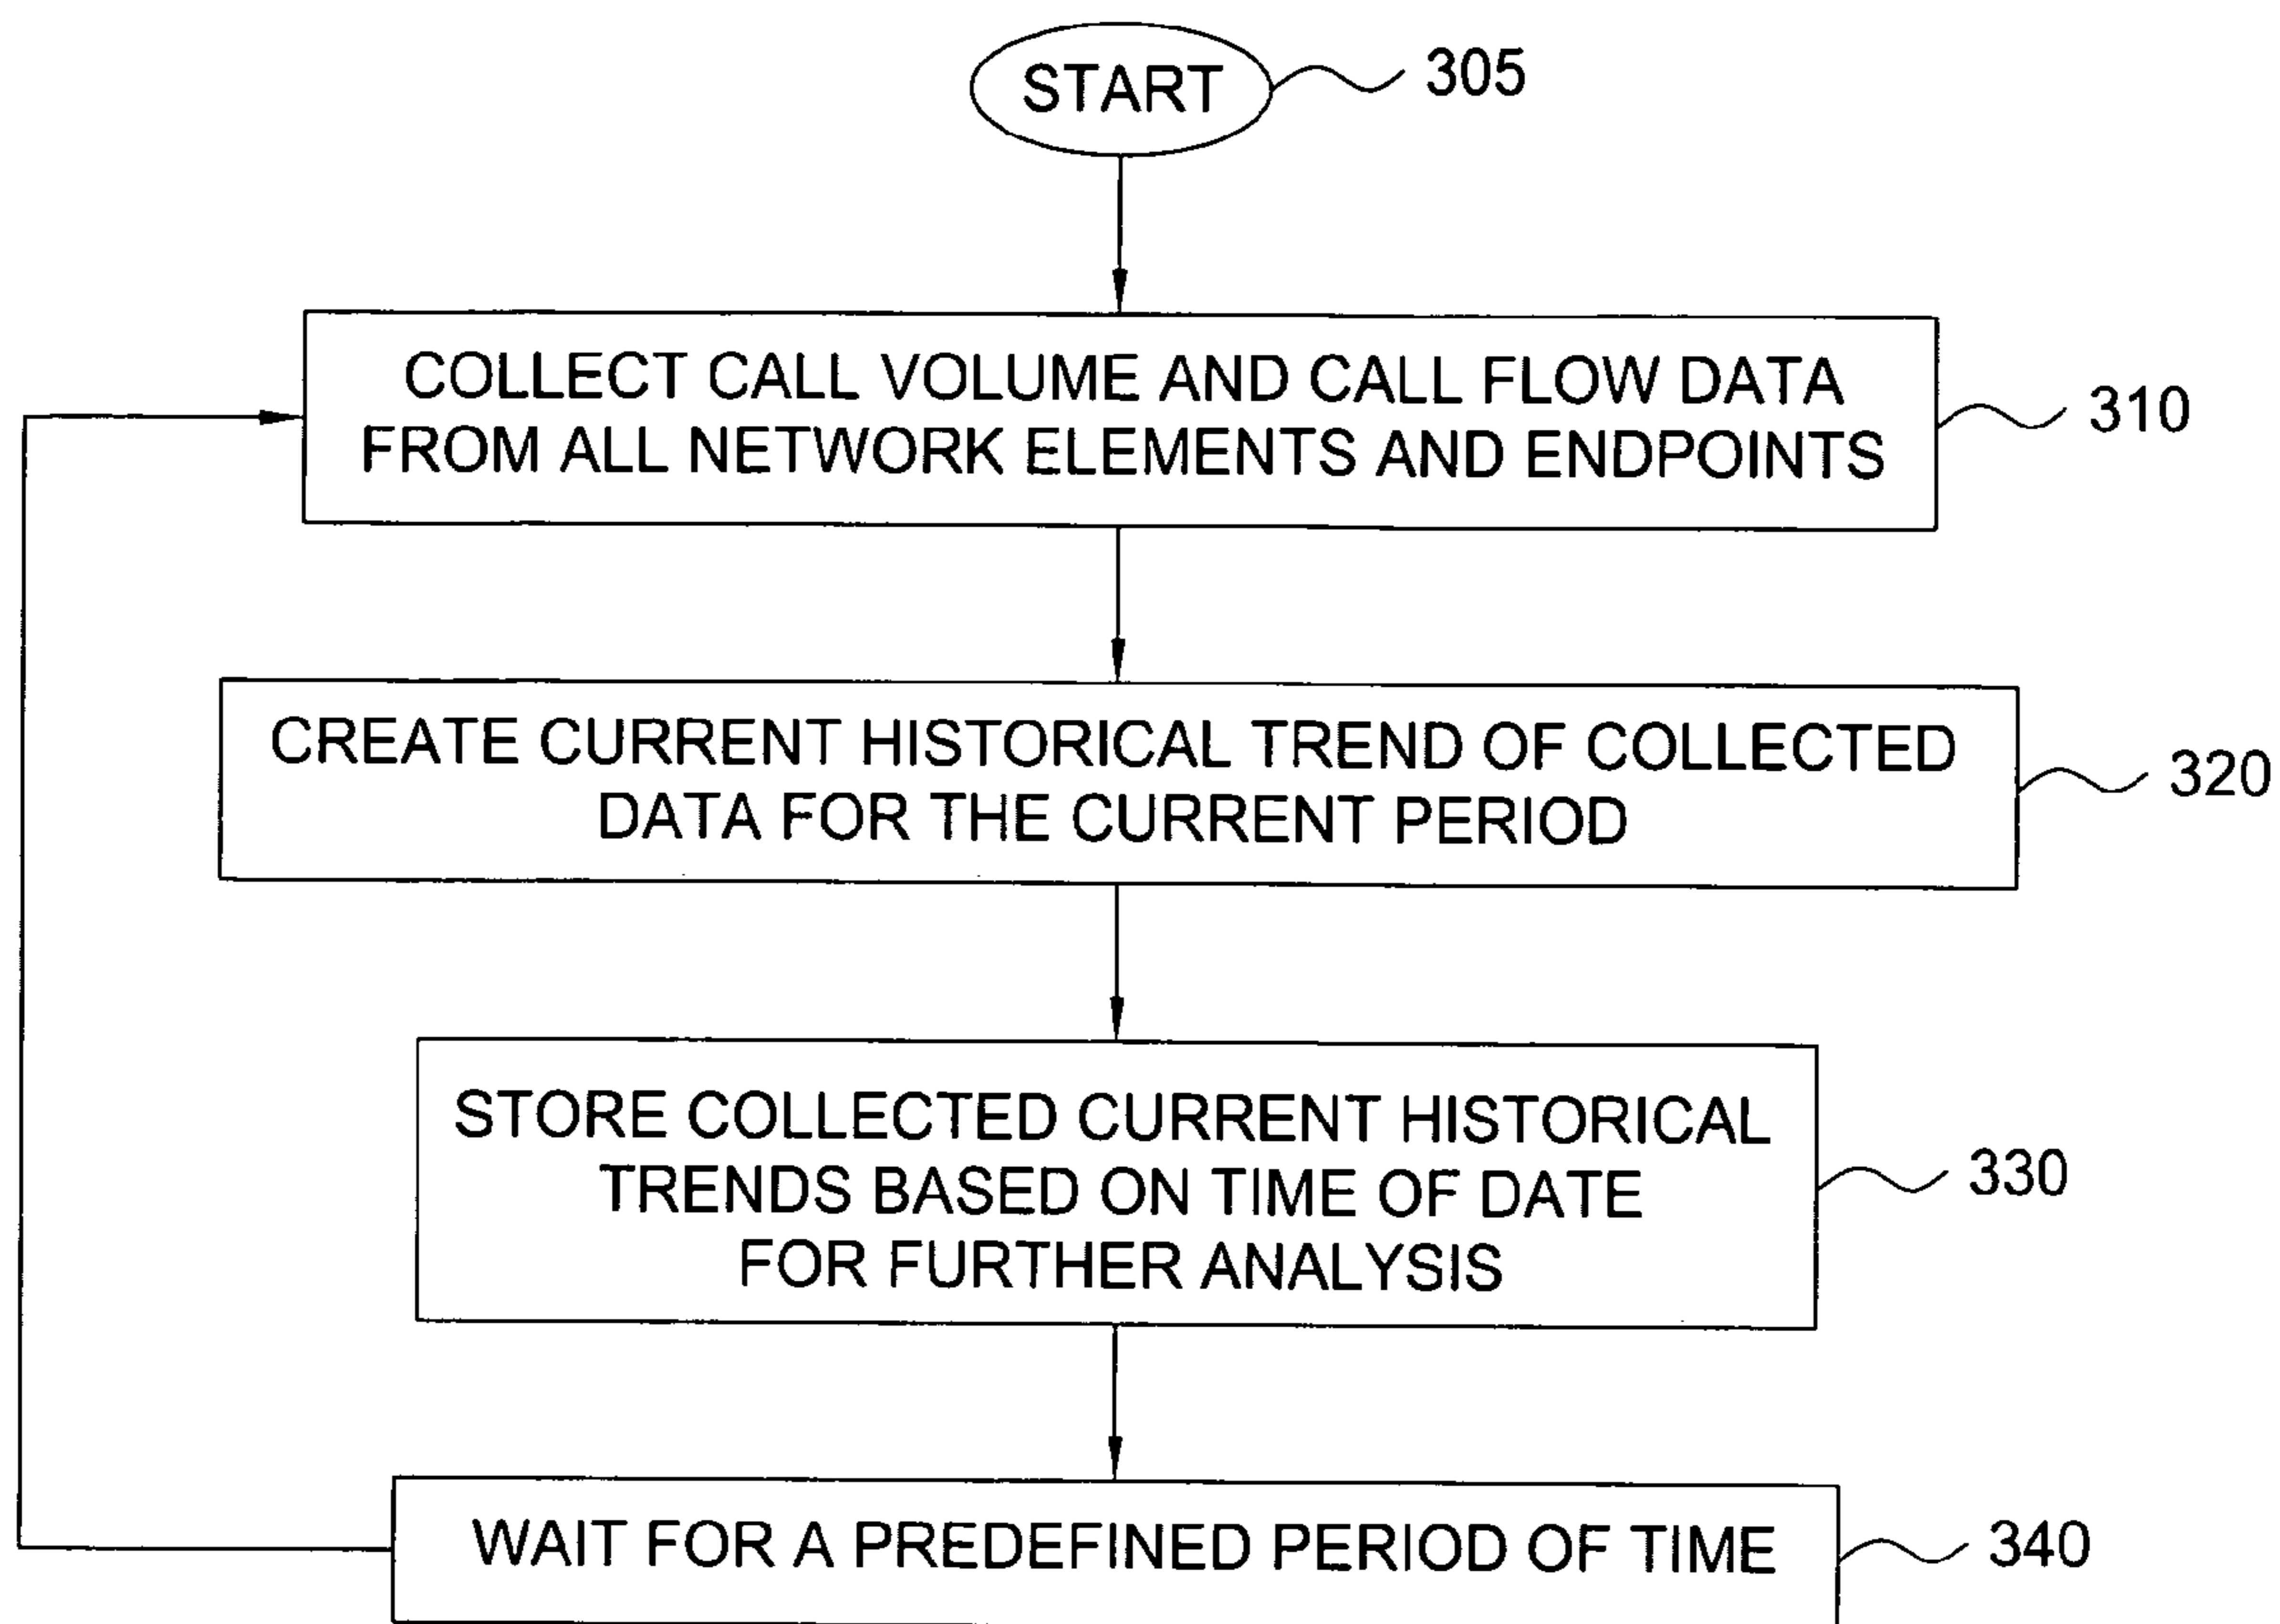 START
305
COLLECT CALL VOLUME AND CALL FLOW DATA
FROM ALL NETWORK ELEMENTS AND ENDPOINTS
310
CREATE CURRENT HISTORICAL TREND OF COLLECTED
DATA FOR THE CURRENT PERIOD
320
STORE COLLECTED CURRENT HISTORICAL
TRENDS BASED ON TIME OF DATE
FOR FURTHER ANALYSIS
330
WAIT FOR A PREDEFINED PERIOD OF TIME
340